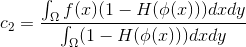 c_2 = \frac{\int_{\Omega} f(x)(1 - H(\phi(x)))dxdy}{\int_{\Omega} (1 - H(\phi(x)))dxdy}